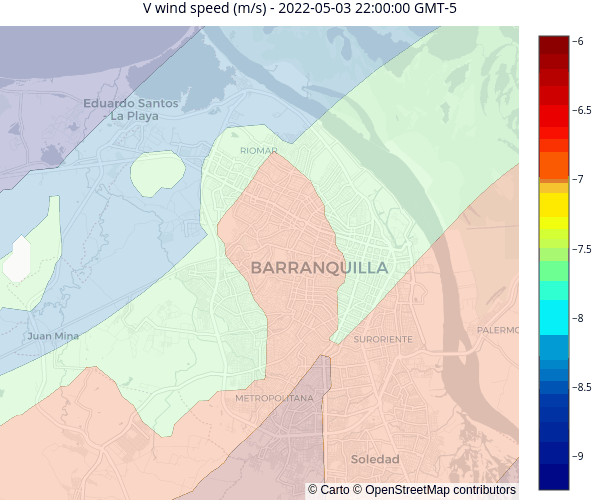 V wind speed (m/s) - 2022-05-03 22:00:00 GMT-5
−6
Eduardo Santos
- La Playa
−6.5
RIOMAR
−7
−7.5
BARRANQUILLA
−8
PALERMO
Juan Mina
SURORIENTE
−8.5
METROPOLITANA
−9
Soledad
© Carto © OpenStreetMap contributors